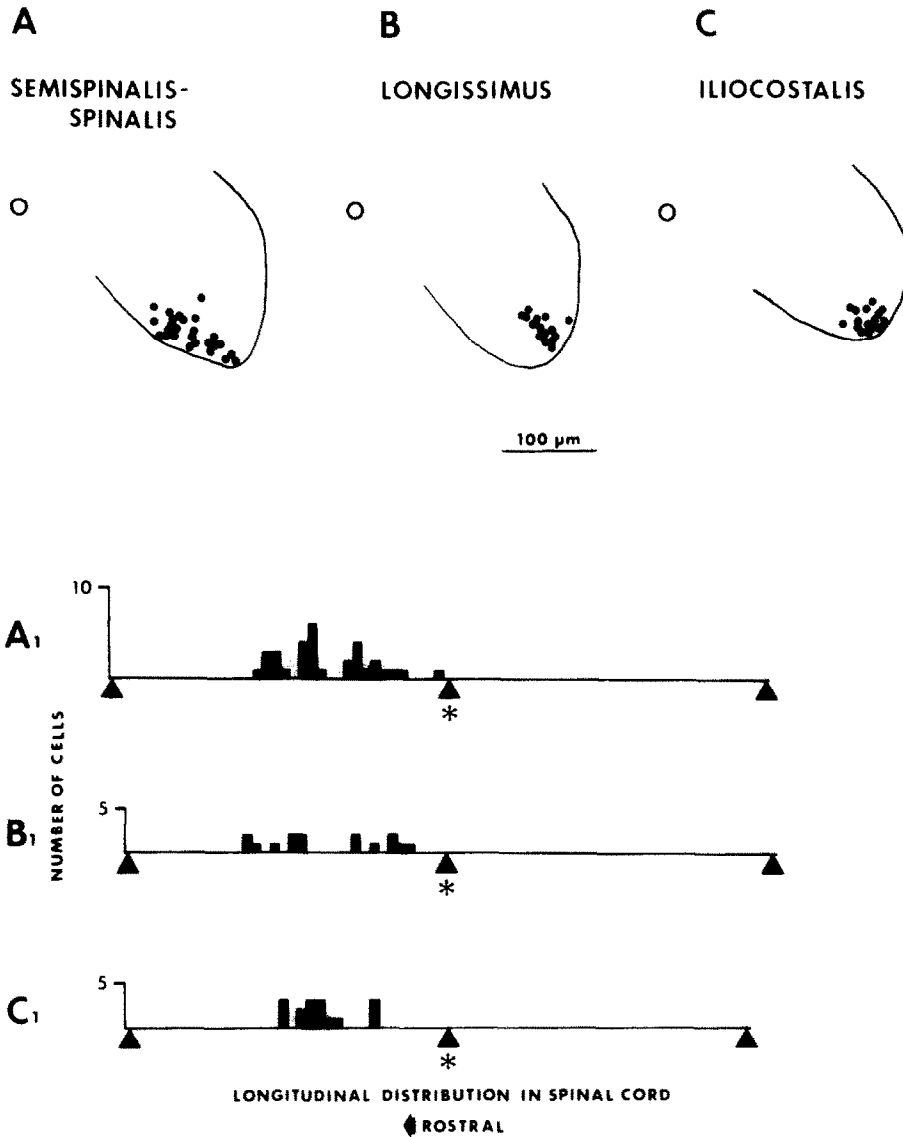 A
B
C
SEMISPINALIS-
SPINALIS
LONGISSIMUS
ILIOCOSTALIS
100 µm
10
A1
*
NUMBER OF CELLS
5
B1
*
5
C1
*
LONGITUDINAL DISTRIBUTION IN SPINAL CORD
ROSTRAL